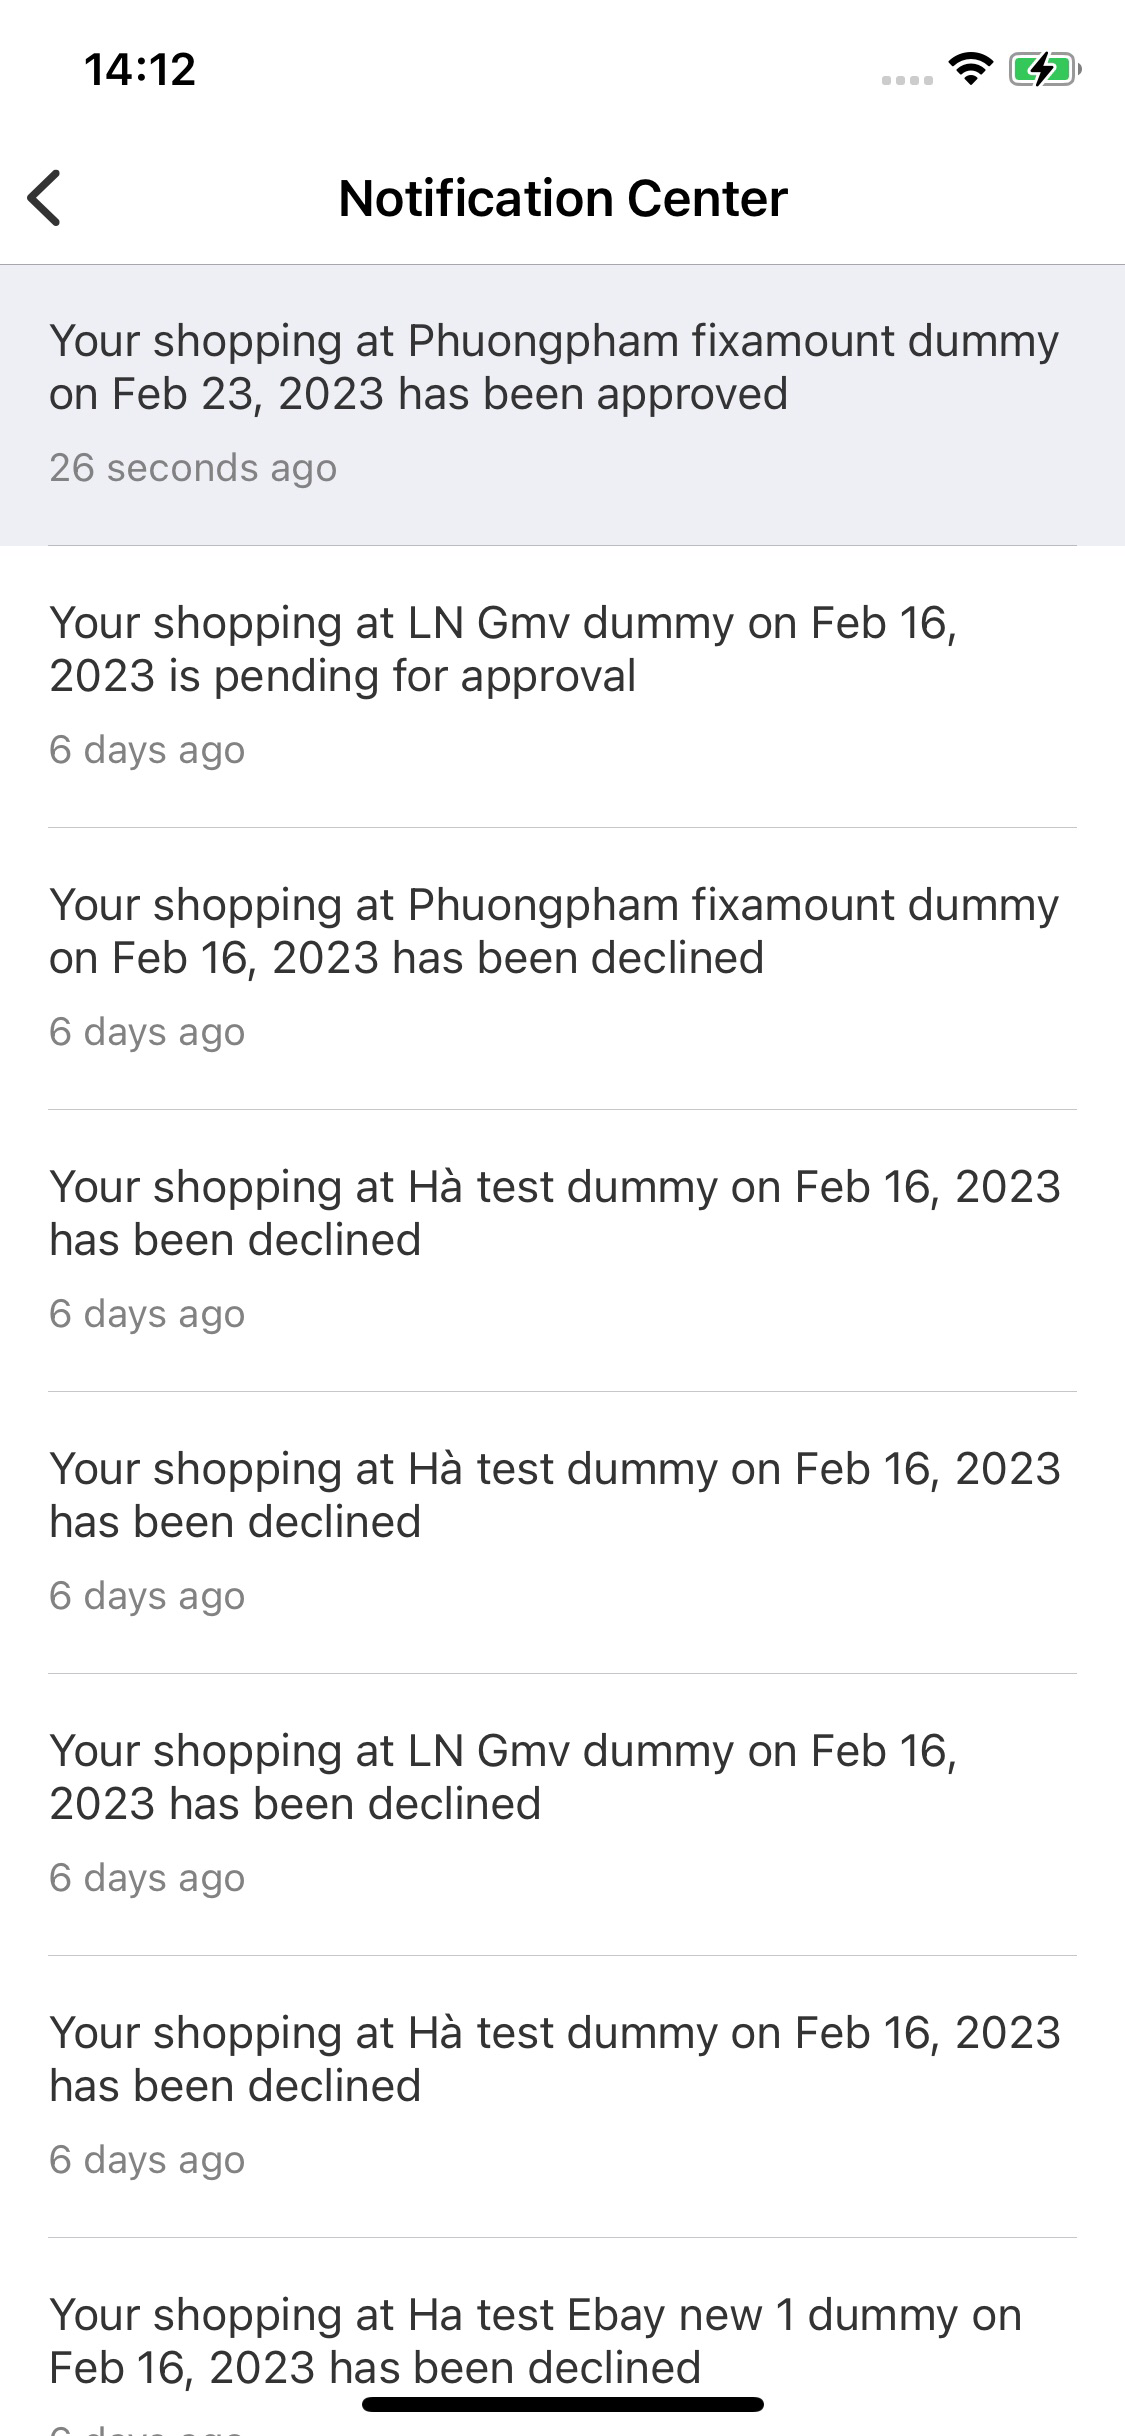 14:12
Notification Center
Your shopping at Phuongpham fixamount dummy
on Feb 23, 2023 has been approved
26 seconds ago
Your shopping at LN Gmv dummy on Feb 16,
2023 is pending for approval
6 days ago
Your shopping at Phuongpham fixamount dummy
on Feb 16, 2023 has been declined
6 days ago
Your shopping at Hà test dummy on Feb 16, 2023
has been declined
6 days ago
Your shopping at Hà test dummy on Feb 16, 2023
has been declined
6 days ago
Your shopping at LN Gmv dummy on Feb 16,
2023 has been declined
6 days ago
Your shopping at Hà test dummy on Feb 16, 2023
has been declined
6 days ago
Your shopping at Ha test Ebay new 1 dummy on
Feb 16, 2023 has been declined